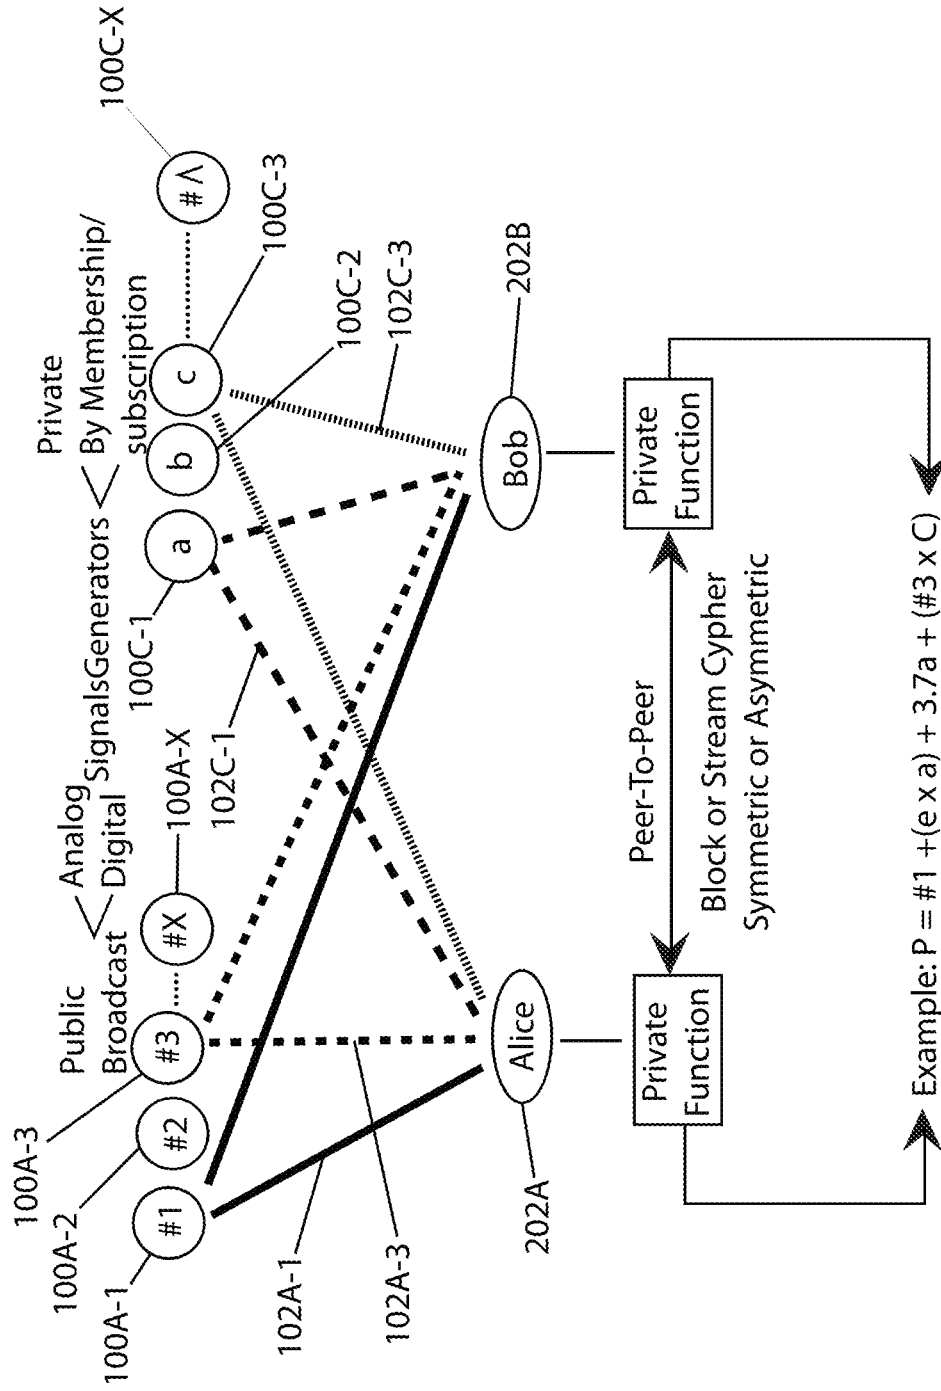 Public
Broadcast
Analog
Digital
SignalsGenerators
Private
By Membership/
subscription
100A-1
100A-2
100A-3
100A-X
100C-1
100C-2
100C-3
100C-X
#1
#2
#3
#X
a
b
c
#Λ
102A-1
102A-3
102C-1
102C-3
202A
Alice
Bob
202B
Private
Function
Peer-To-Peer
Block or Stream Cypher
Symmetric or Asymmetric
Private
Function
Example: P = #1 +(e x a) + 3.7a + (#3 x C)